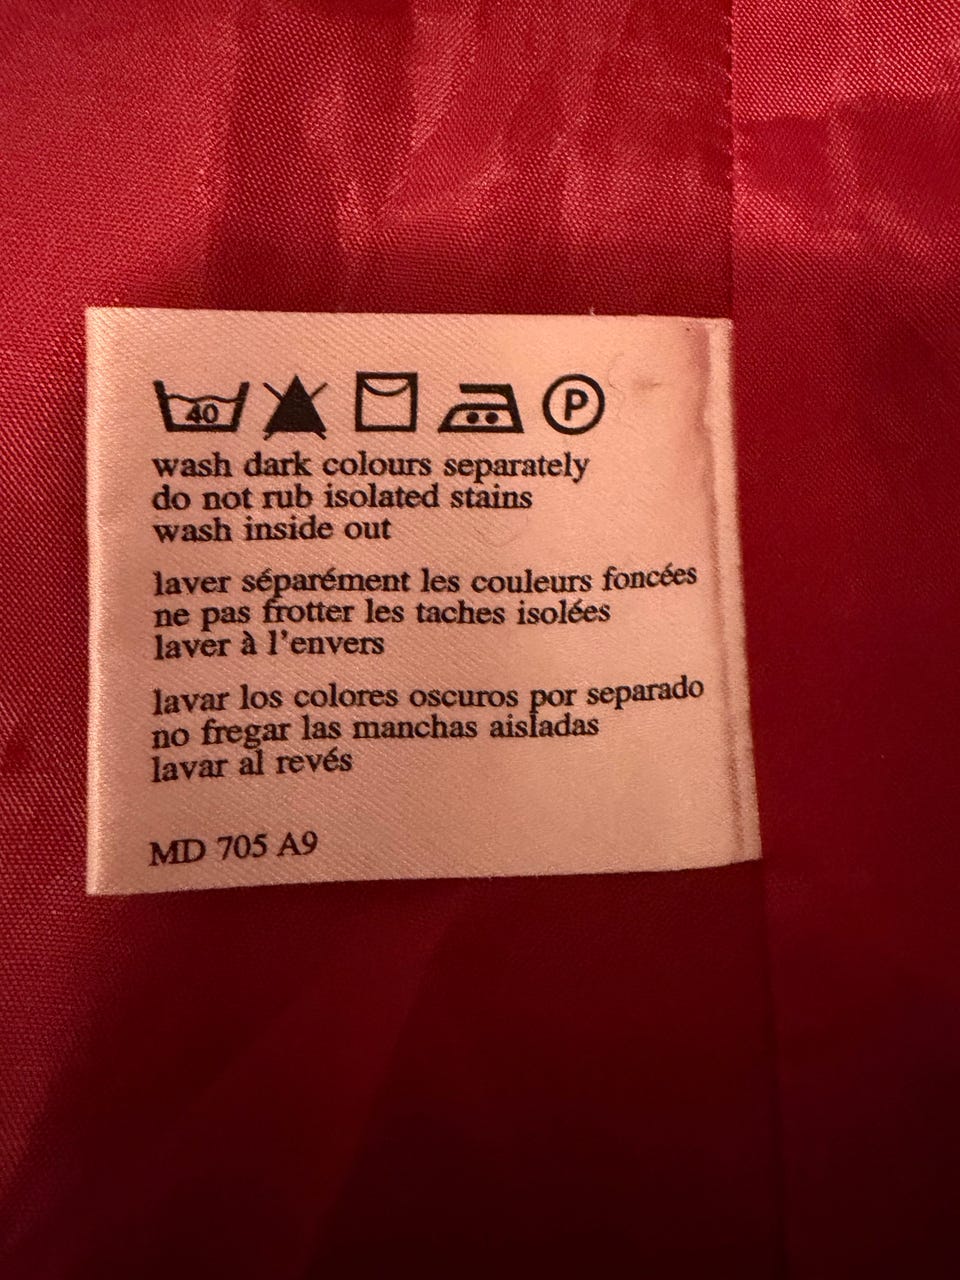 40 P
wash dark colours separately
do not rub isolated stains
wash inside out
laver séparément les couleurs foncées
ne pas frotter les taches isolées
laver à l'envers
lavar los colores oscuros por separado
no fregar las manchas aisladas
lavar al revés
MD 705 A9